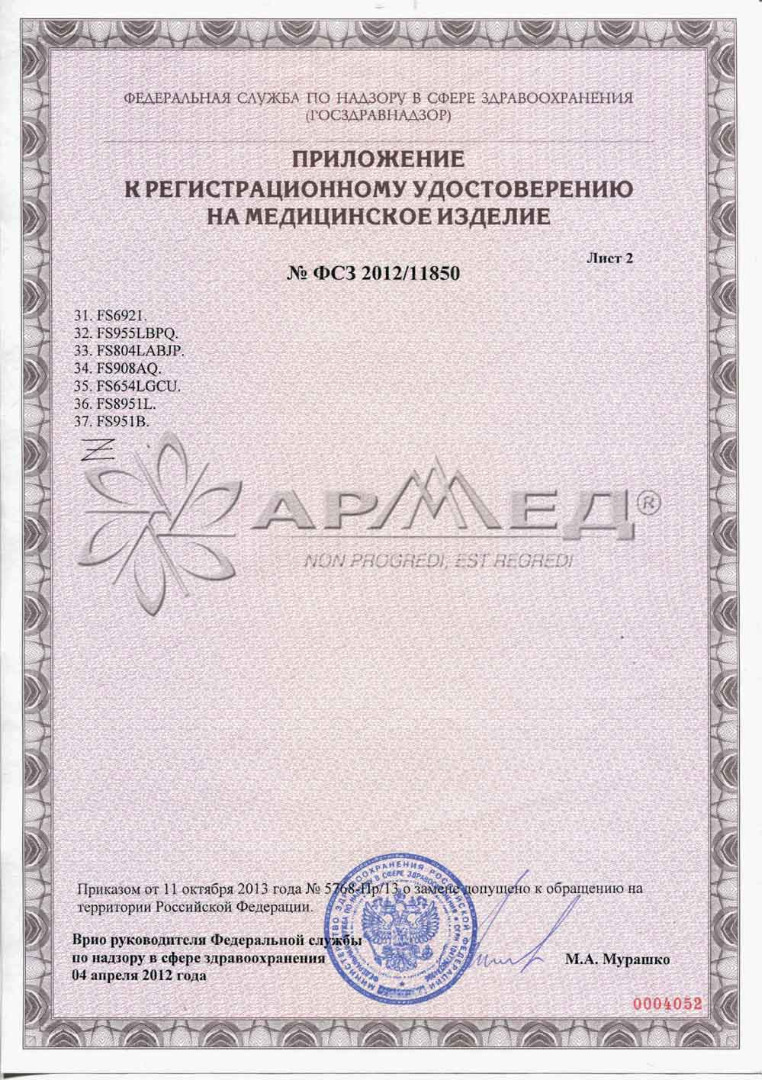 ФЕДЕРАЛЬНАЯ СЛУЖБА ПО НАДЗОРУ В СФЕРЕ ЗДРАВООХРАНЕНИЯ
(ГОСЗДРАВНАДЗОР)
ПРИЛОЖЕНИЕ
К РЕГИСТРАЦИОННОМУ УДОСТОВЕРЕНИЮ
НА МЕДИЦИНСКОЕ ИЗДЕЛИЕ
Лист 2
№ ФСЗ 2012/11850
31. FS6921.
32. FS955LBPQ.
33. FS804LABJP.
34. FS908AQ.
35. FS654LGCU.
36. FS8951L.
37. FS951B.
АРМЕД®
NON PROGREDI, EST REGREDI
Приказом от 11 октября 2013 года № 5768-Пр/13 о замене допущено к обращению на
территории Российской Федерации.
Врио руководителя Федеральной службы
по надзору в сфере здравоохранения
М.А. Мурашко
04 апреля 2012 года
0004052